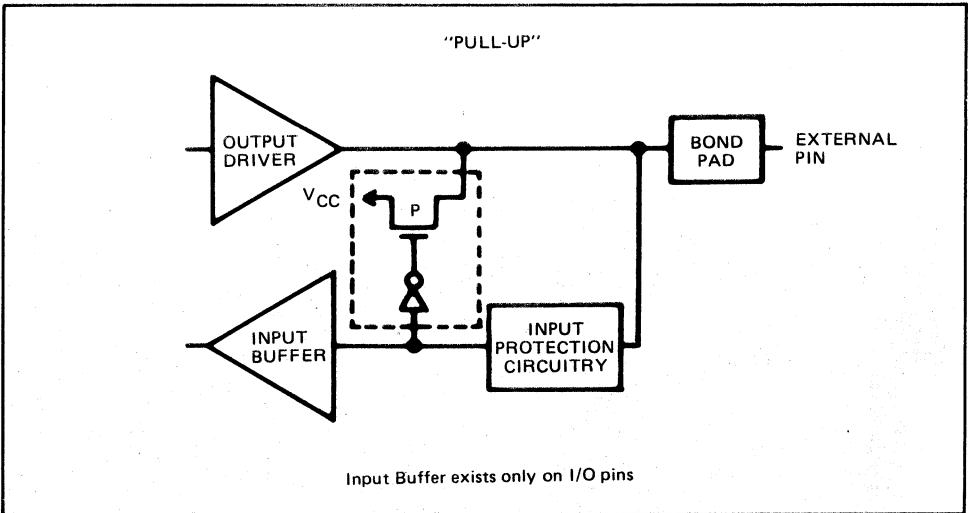 "PULL-UP"
OUTPUT
DRIVER
BOND
PAD
EXTERNAL
PIN
VCC
P
INPUT
BUFFER
INPUT
PROTECTION
CIRCUITRY
Input Buffer exists only on I/O pins